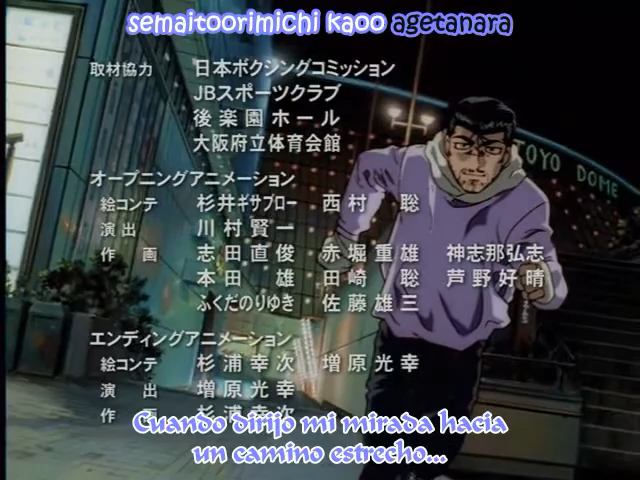 semaitoorimichi kaoo agetanara
取材協力 日本ボクシングコミッション
JBスポーツクラブ
後楽園ホール
大阪府立体育会館
TOYO DOME
オープニングアニメーション
絵コンテ 杉井ギサブロー 西村 聡
演出 川村賢一
作画 志田直俊 赤堀重雄 神志那弘志
本田 雄 田崎 聡 芦野好晴
ふくだのりゆき 佐藤雄三
エンディングアニメーション
絵コンテ 杉浦幸次 増原光幸
演出 増原光幸
作画 杉浦幸次
Cuando dirijo mi mirada hacia
un camino estrecho...